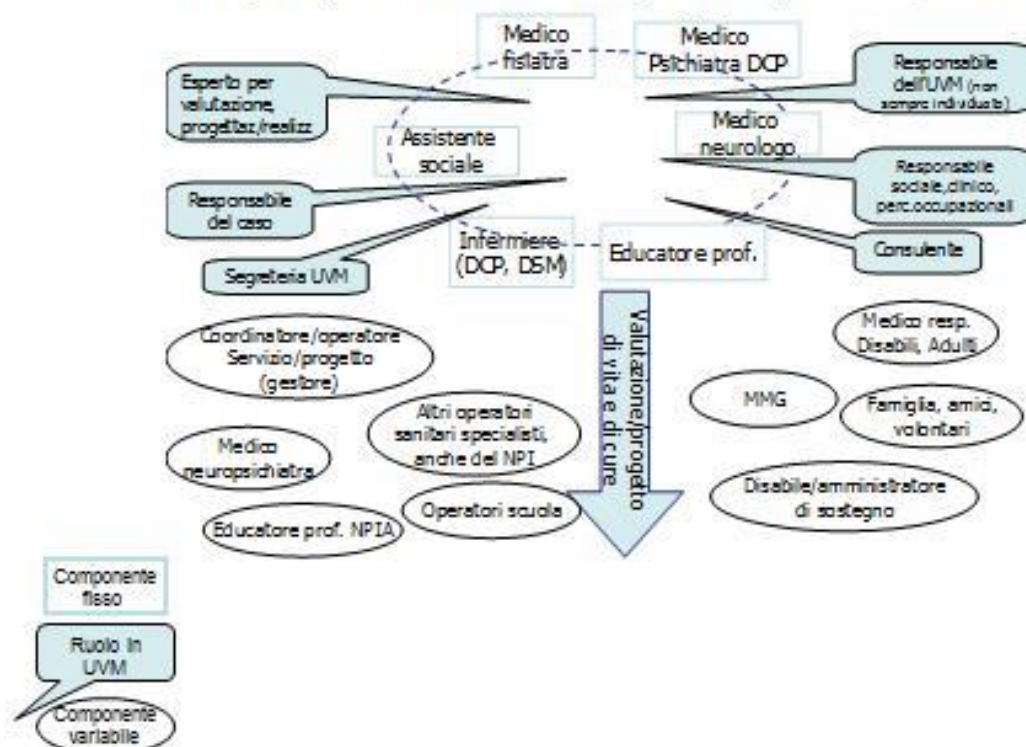 Medico
fisiatra
Medico
Psichiatra DCP
Esperto per
valutazione,
progettaz/realizz
Responsabile
dell'UVM (non
sempre individuato)
Assistente
sociale
Medico
neurologo
Responsabile
del caso
Responsabile
sociale,clinico,
perc.occupazionali
Infermiere
(DCP, DSM)
Educatore prof.
Consulente
Segreteria UVM
Coordinatore/operatore
Servizio/progetto
(gestore)
Valutazione/progetto
di vita e di cure
Medico resp.
Disabili, Adulti
Altri operatori
sanitari specialisti,
anche del NPI
MMG
Famiglia, amici,
volontari
Medico
neuropsichiatra
Operatori scuola
Disabile/amministratore
di sostegno
Educatore prof. NPIA
Componente
fisso
Ruolo in
UVM
Componente
variabile